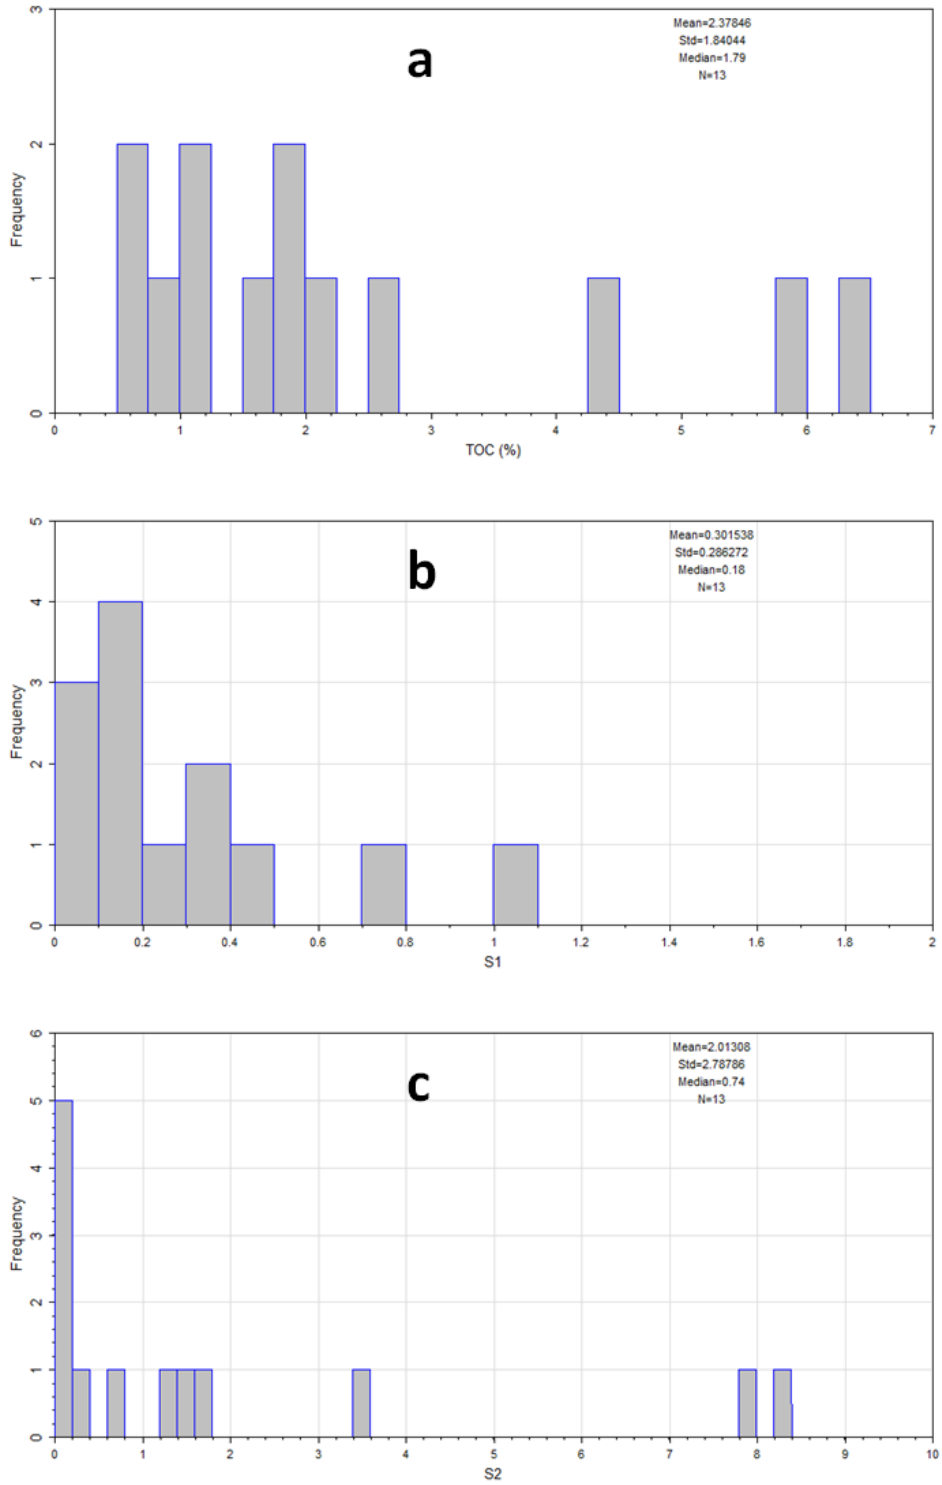 3
Mean=2.37846
Std=1.84044
Median=1.79
N=13
a
2
Frequency
1
0
0 1 2 3 4 5 6 7
TOC (%)
5
Mean=0.301538
Std=0.286272
Median=0.18
N=13
b
4
3
Frequency
2
1
0
0 0.2 0.4 0.6 0.8 1 1.2 1.4 1.6 1.8 2
S1
6
Mean=2.01308
Std=2.78786
Median=0.74
N=13
c
5
4
Frequency
3
2
1
0
0 1 2 3 4 5 6 7 8 9 10
S2